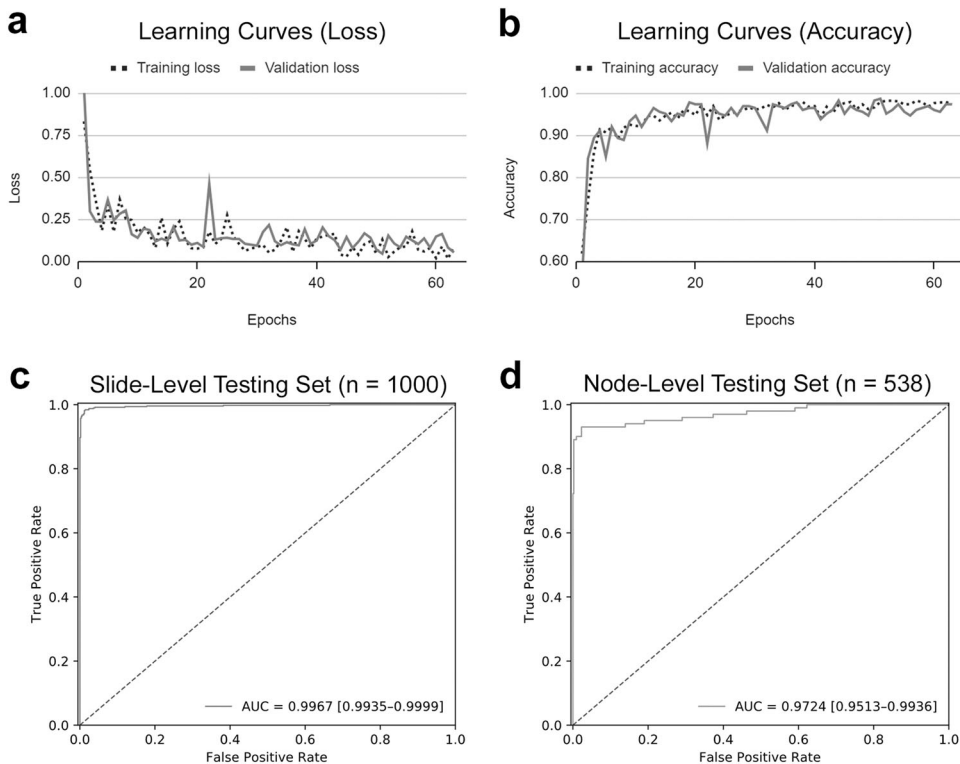 a
Learning Curves (Loss)
Training loss Validation loss
1.00
0.75
0.50
0.25
0.00
Loss
0 20 40 60
Epochs
b
Learning Curves (Accuracy)
Training accuracy Validation accuracy
1.00
0.90
0.80
0.70
0.60
Accuracy
0 20 40 60
Epochs
c
Slide-Level Testing Set (n = 1000)
1.0
0.8
0.6
0.4
0.2
0.0
True Positive Rate
AUC = 0.9967 [0.9935–0.9999]
0.0 0.2 0.4 0.6 0.8 1.0
False Positive Rate
d
Node-Level Testing Set (n = 538)
1.0
0.8
0.6
0.4
0.2
0.0
True Positive Rate
AUC = 0.9724 [0.9513–0.9936]
0.0 0.2 0.4 0.6 0.8 1.0
False Positive Rate